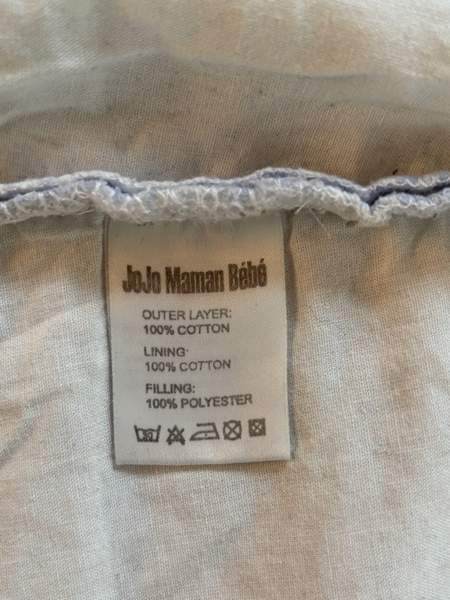 JoJo Maman Bébé
OUTER LAYER:
100% COTTON
LINING:
100% COTTON
FILLING:
100% POLYESTER